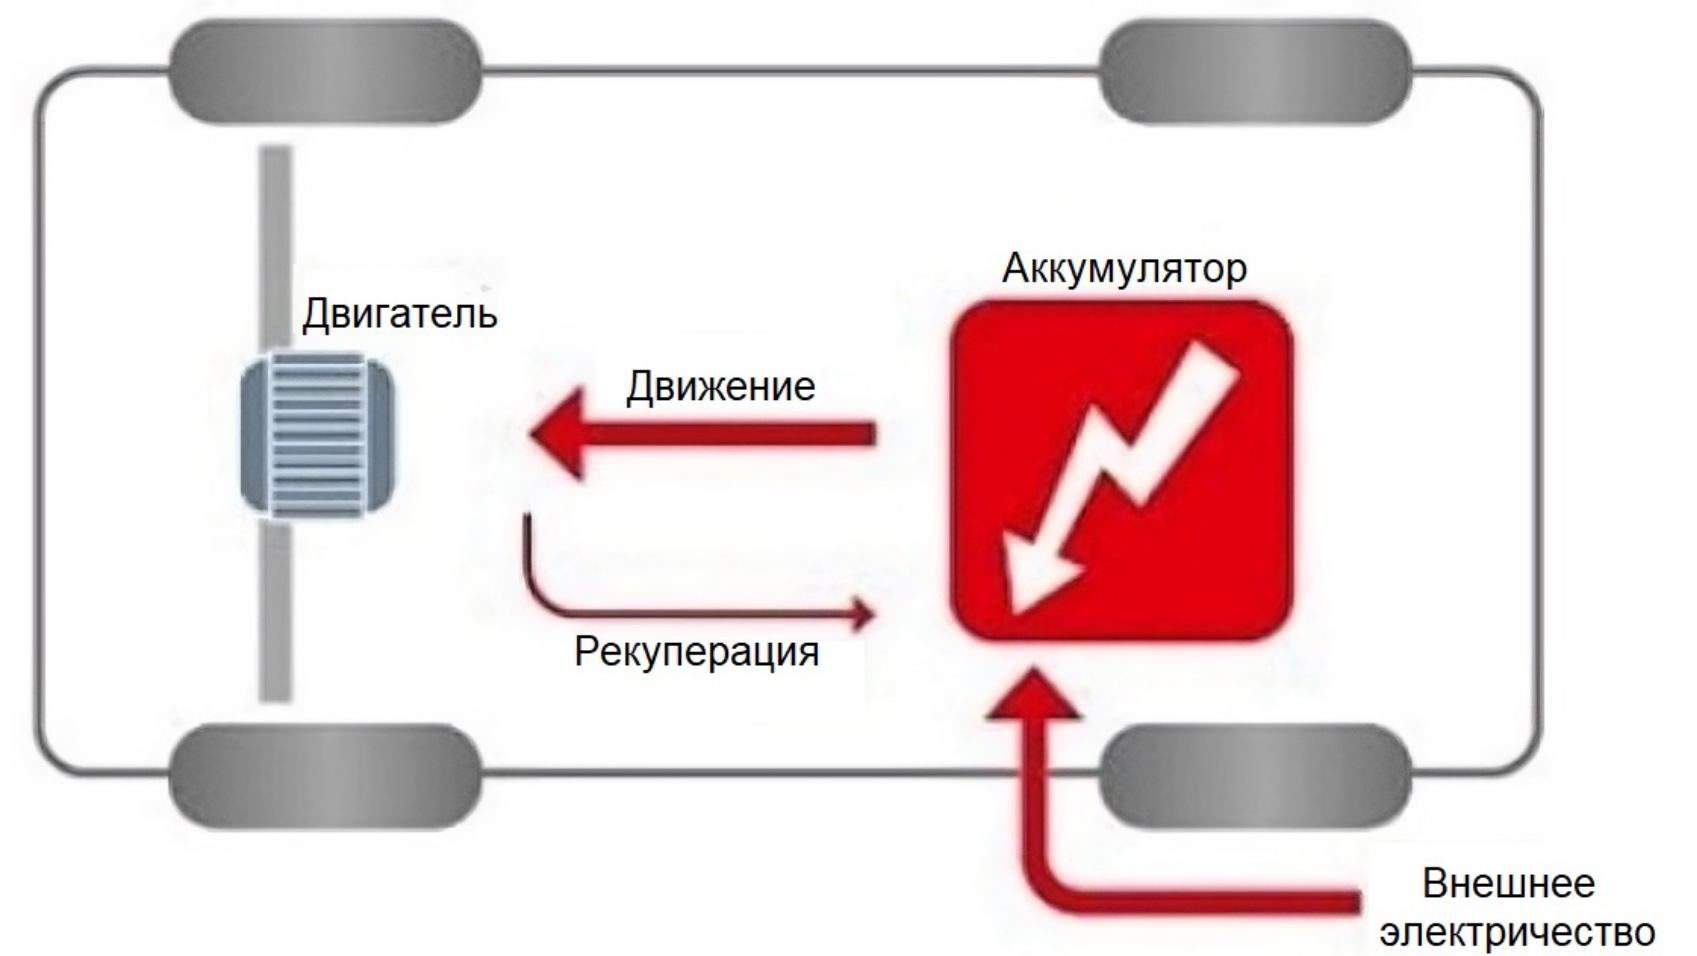 Аккумулятор
Двигатель
Движение
Рекуперация
Внешнее
электричество